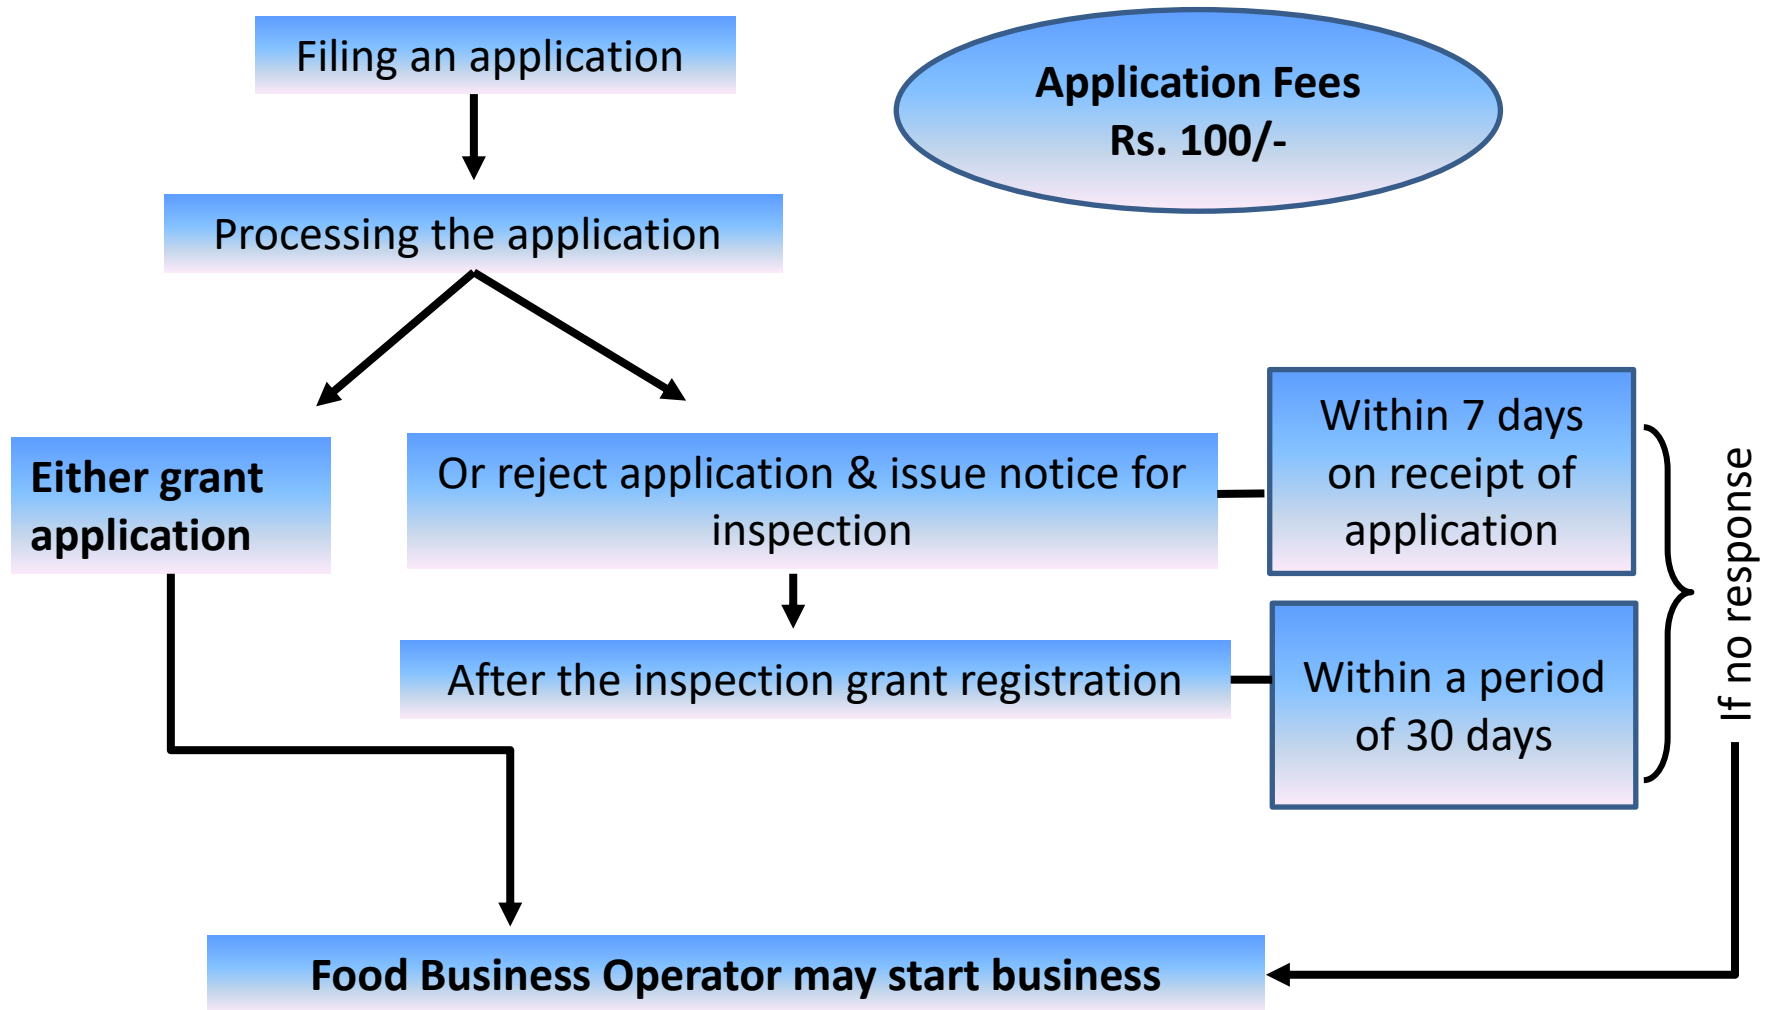 Filing an application
Application Fees
Rs. 100/-
Processing the application
Either grant
application
Or reject application & issue notice for
inspection
Within 7 days
on receipt of
application
After the inspection grant registration
Within a period
of 30 days
If no response
Food Business Operator may start business